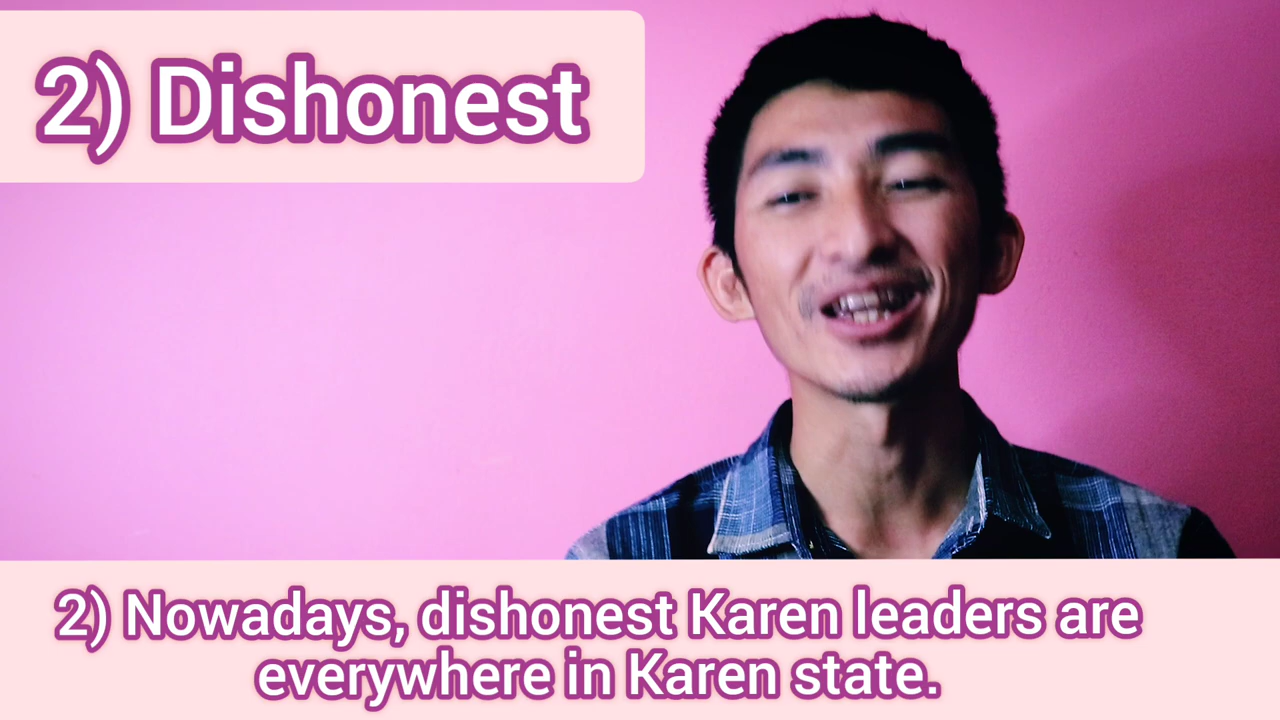 2) Dishonest
2) Nowadays, dishonest Karen leaders are
everywhere in Karen state.